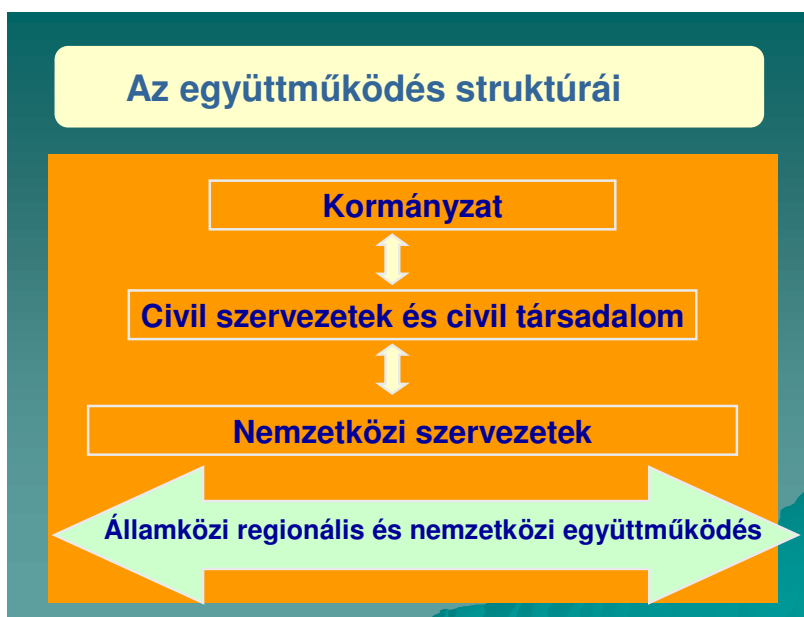 Az együttműködés struktúrái
Kormányzat
Civil szervezetek és civil társadalom
Nemzetközi szervezetek
Államközi regionális és nemzetközi együttműködés